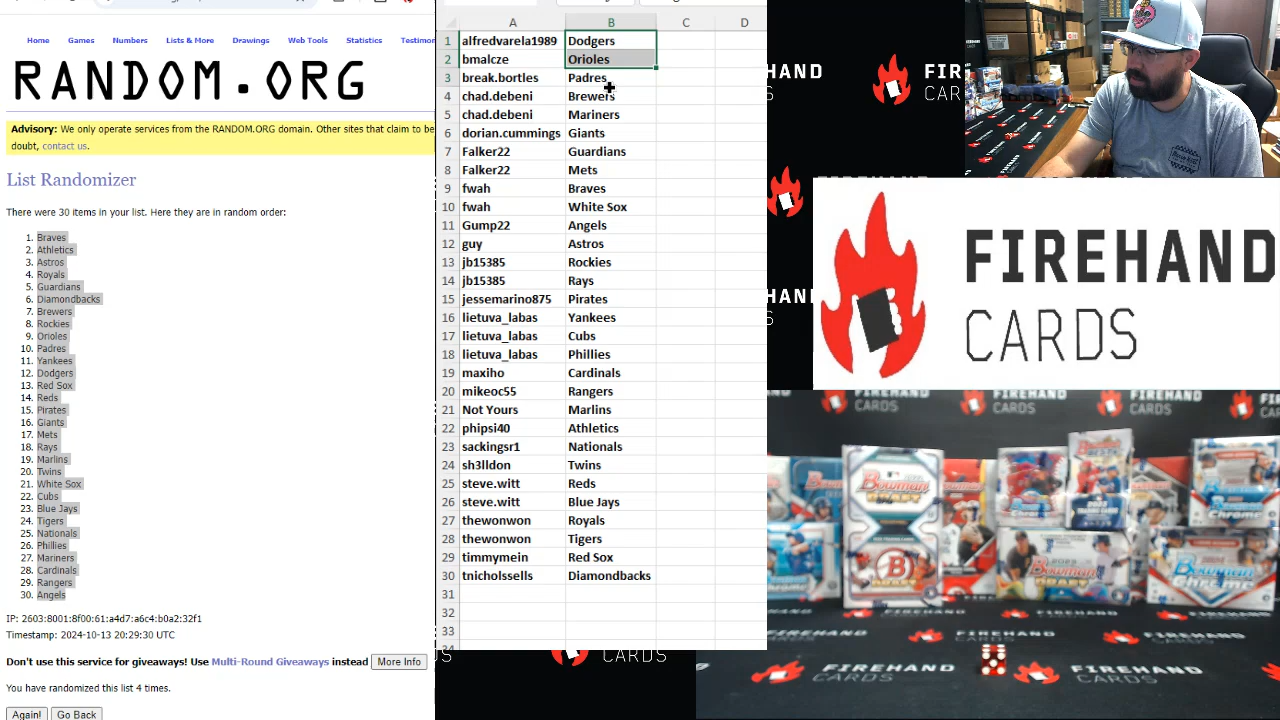 Home Games Numbers Lists & More Drawings Web Tools Statistics Testimor
RANDOM.ORG
Advisory: We only operate services from the RANDOM.ORG domain. Other sites that claim to be
doubt, contact us.
List Randomizer
There were 30 items in your list. Here they are in random order:
1. Braves
2. Athletics
3. Astros
4. Royals
5. Guardians
6. Diamondbacks
7. Brewers
8. Rockies
9. Orioles
10. Padres
11. Yankees
12. Dodgers
13. Red Sox
14. Reds
15. Pirates
16. Giants
17. Mets
18. Rays
19. Marlins
20. Twins
21. White Sox
22. Cubs
23. Blue Jays
24. Tigers
25. Nationals
26. Phillies
27. Mariners
28. Cardinals
29. Rangers
30. Angels
IP: 2603:8001:8f00:61:a4d7:a6c4:b0a2:32f1
Timestamp: 2024-10-13 20:29:30 UTC
Don't use this service for giveaways! Use Multi-Round Giveaways instead More Info
You have randomized this list 4 times.
Again! Go Back
A B C D
1 alfredvarela1989 Dodgers
2 bmalcze Orioles
3 break.bortles Padres
4 chad.debeni Brewers
5 chad.debeni Mariners
6 dorian.cummings Giants
7 Falker22 Guardians
8 Falker22 Mets
9 fwah Braves
10 fwah White Sox
11 Gump22 Angels
12 guy Astros
13 jb15385 Rockies
14 jb15385 Rays
15 jessemarino875 Pirates
16 lietuva_labas Yankees
17 lietuva_labas Cubs
18 lietuva_labas Phillies
19 maxiho Cardinals
20 mikeoc55 Rangers
21 Not Yours Marlins
22 phipsi40 Athletics
23 sackingsr1 Nationals
24 sh3lldon Twins
25 steve.witt Reds
26 steve.witt Blue Jays
27 thewonwon Royals
28 thewonwon Tigers
29 timmymein Red Sox
30 tnicholssells Diamondbacks
31
32
33
FIREHAND
CARDS
FIREHAND
CARDS
FIREHAND
CARDS
FIREHAND
CARDS
Bowman
DRAFT
Bowman
DRAFT
Bowman
Chrome